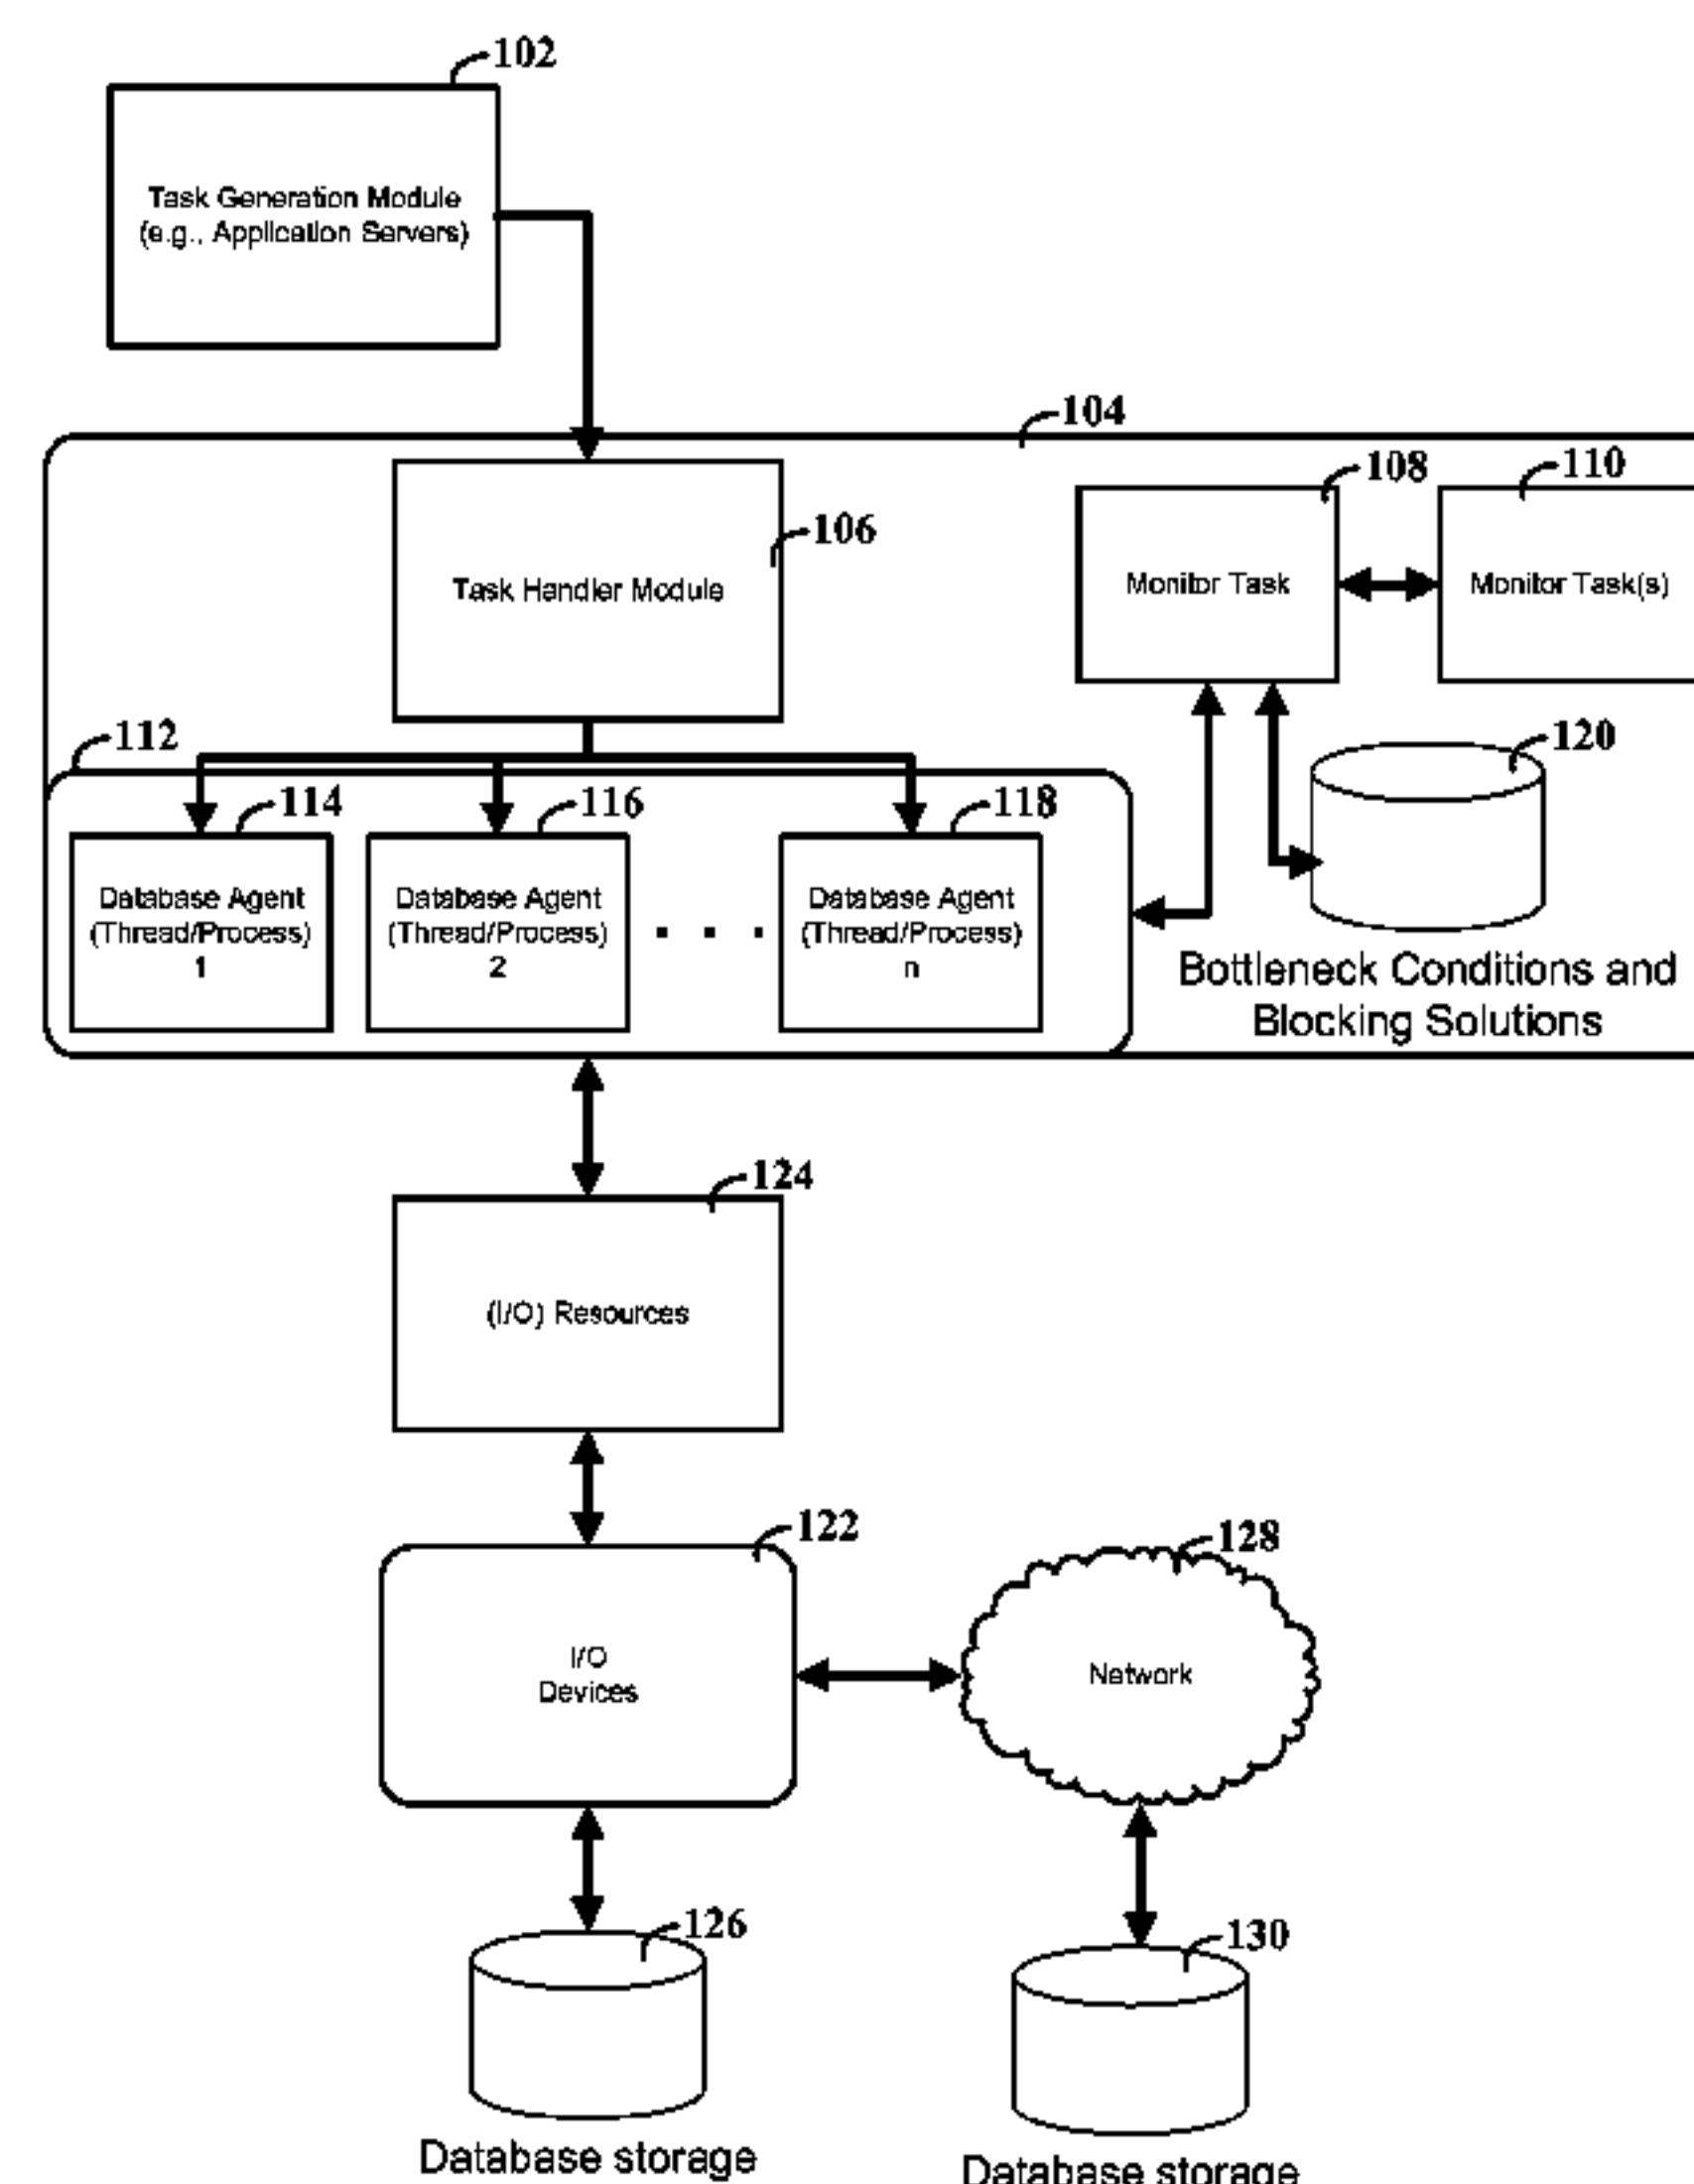 102
Task Generation Module
(e.g., Application Servers)
104
108
110
106
Task Handler Module
Monitor Task
Monitor Task(s)
112
120
114
116
118
Database Agent
(Thread/Process)
1
Database Agent
(Thread/Process)
2
. . .
Database Agent
(Thread/Process)
n
Bottleneck Conditions and
Blocking Solutions
124
(I/O) Resources
122
128
I/O
Devices
Network
126
130
Database storage
Database storage